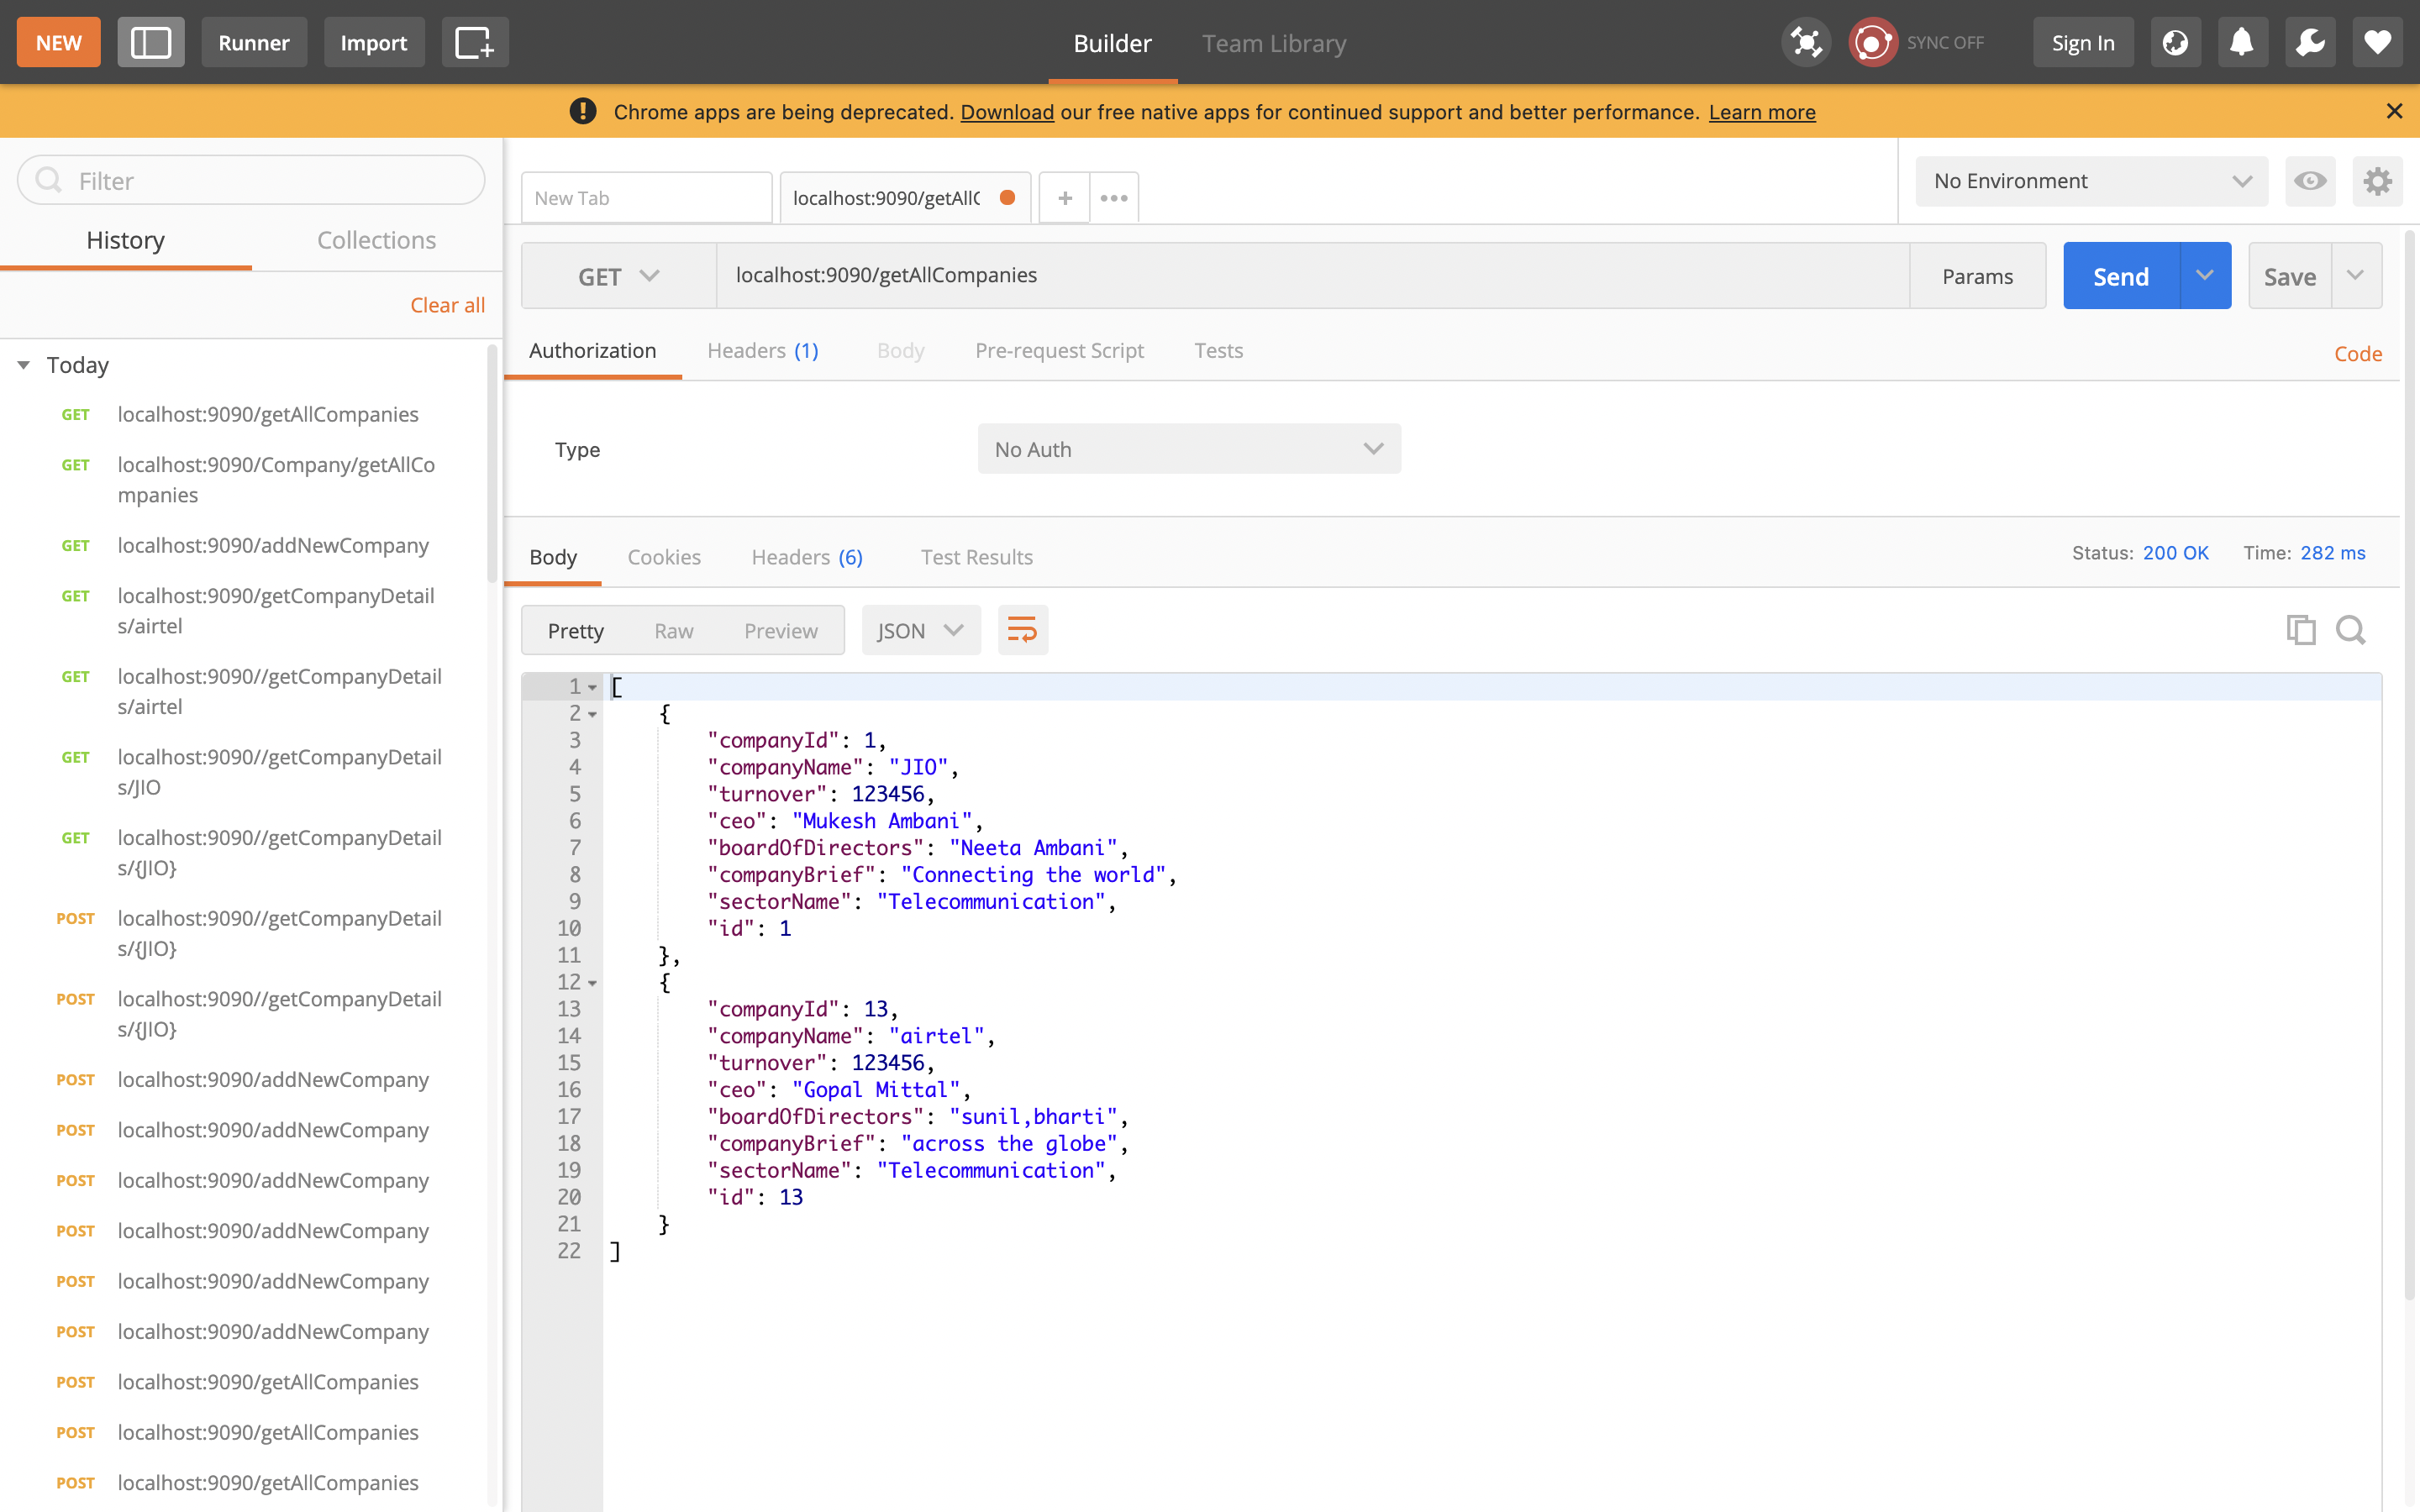 NEW
Runner
Import
Builder
Team Library
SYNC OFF
Sign In
Chrome apps are being deprecated. Download our free native apps for continued support and better performance. Learn more
Filter
History
Collections
Clear all
Today
GET localhost:9090/getAllCompanies
GET localhost:9090/Company/getAllCo
mpanies
GET localhost:9090/addNewCompany
GET localhost:9090/getCompanyDetail
s/airtel
GET localhost:9090//getCompanyDetail
s/airtel
GET localhost:9090//getCompanyDetail
s/JIO
GET localhost:9090//getCompanyDetail
s/{JIO}
POST localhost:9090//getCompanyDetail
s/{JIO}
POST localhost:9090//getCompanyDetail
s/{JIO}
POST localhost:9090/addNewCompany
POST localhost:9090/addNewCompany
POST localhost:9090/addNewCompany
POST localhost:9090/addNewCompany
POST localhost:9090/addNewCompany
POST localhost:9090/addNewCompany
POST localhost:9090/getAllCompanies
POST localhost:9090/getAllCompanies
POST localhost:9090/getAllCompanies
New Tab
localhost:9090/getAllC
No Environment
GET
localhost:9090/getAllCompanies
Params
Send
Save
Authorization
Headers (1)
Body
Pre-request Script
Tests
Code
Type
No Auth
Body
Cookies
Headers (6)
Test Results
Status: 200 OK
Time: 282 ms
Pretty
Raw
Preview
JSON
1 [
2 {
3 "companyId": 1,
4 "companyName": "JIO",
5 "turnover": 123456,
6 "ceo": "Mukesh Ambani",
7 "boardOfDirectors": "Neeta Ambani",
8 "companyBrief": "Connecting the world",
9 "sectorName": "Telecommunication",
10 "id": 1
11 },
12 {
13 "companyId": 13,
14 "companyName": "airtel",
15 "turnover": 123456,
16 "ceo": "Gopal Mittal",
17 "boardOfDirectors": "sunil,bharti",
18 "companyBrief": "across the globe",
19 "sectorName": "Telecommunication",
20 "id": 13
21 }
22 ]